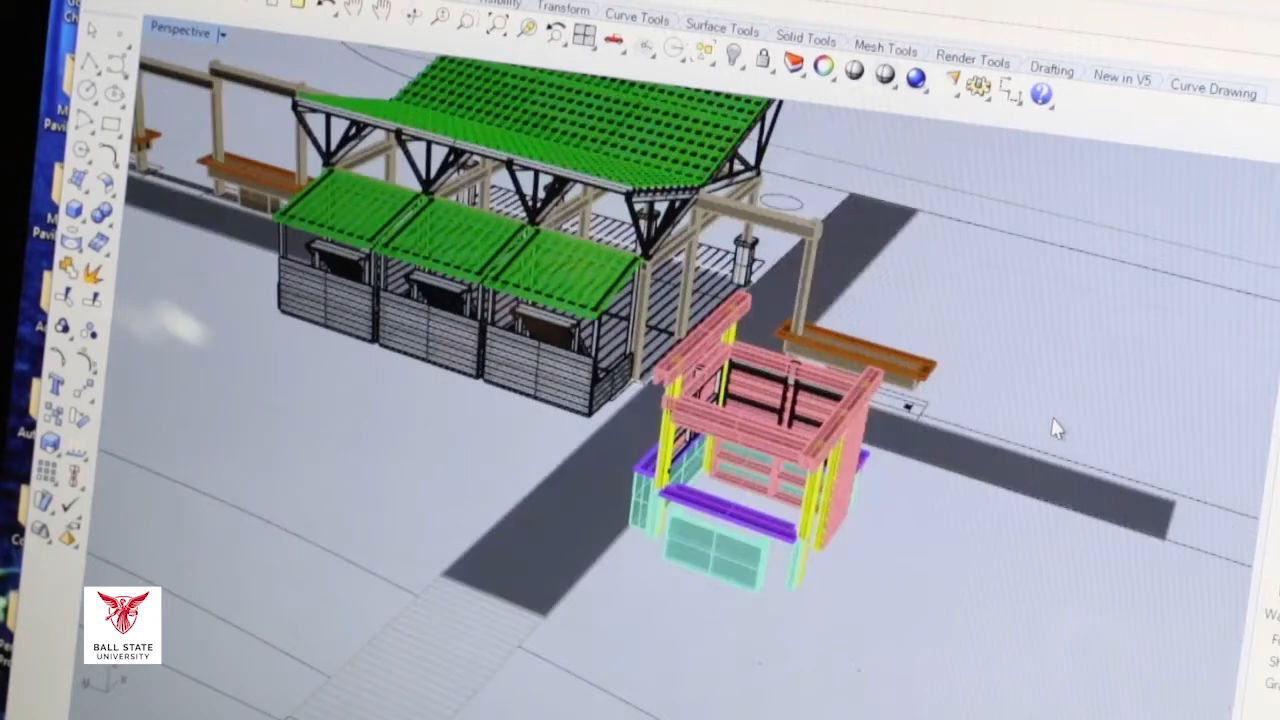 Transform
Curve Tools
Surface Tools
Solid Tools
Mesh Tools
Render Tools
Drafting
New in V5
Curve Drawing
Perspective
BALL STATE
UNIVERSITY